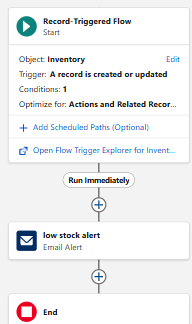 Record-Triggered Flow
Start
Object: Inventory Edit
Trigger: A record is created or updated
Conditions: 1
Optimize for: Actions and Related Recor...
Add Scheduled Paths (Optional)
Open Flow Trigger Explorer for Invent...
Run Immediately
low stock alert
Email Alert
End